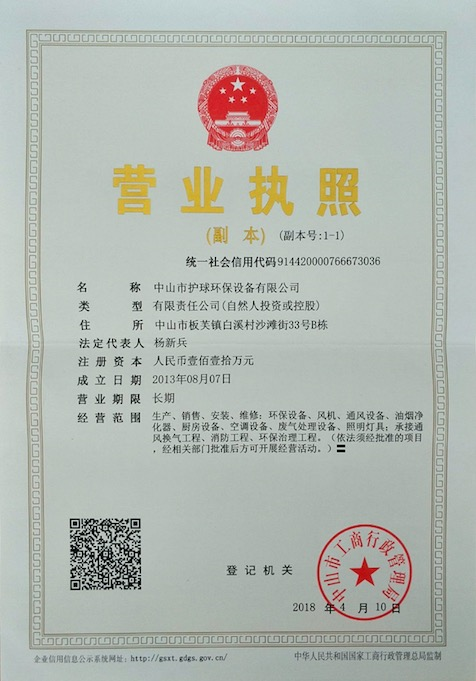 营业执照
(副 本) (副本号:1-1)
统一社会信用代码914420000766673036
名 称 中山市护球环保设备有限公司
类 型 有限责任公司(自然人投资或控股)
住 所 中山市板芙镇白溪村沙滩街33号B栋
法定代表人 杨新兵
注册资本 人民币壹佰壹拾万元
成立日期 2013年08月07日
营业期限 长期
经营范围 生产、销售、安装、维修：环保设备、风机、通风设备、油烟净
化器、厨房设备、空调设备、废气处理设备、照明灯具；承接通
风换气工程、消防工程、环保治理工程。（依法须经批准的项目
，经相关部门批准后方可开展经营活动。）〓
登记机关
中山市工商行政管理局
2018 年 4 月 10 日
企业信用信息公示系统网址：http://gsxt.gdgs.gov.cn/
中华人民共和国国家工商行政管理总局监制